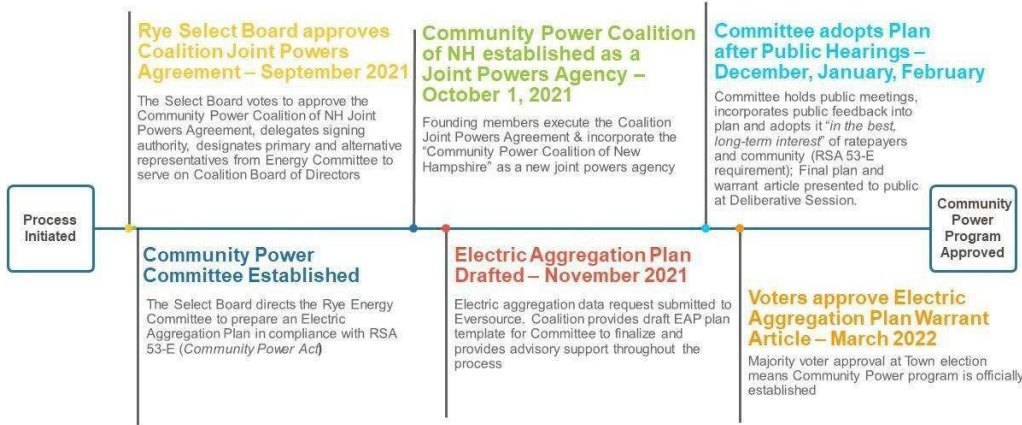 Process
Initiated
Rye Select Board approves
Coalition Joint Powers
Agreement – September 2021
The Select Board votes to approve the
Community Power Coalition of NH Joint
Powers Agreement, delegates signing
authority, designates primary and alternative
representatives from Energy Committee to
serve on Coalition Board of Directors
Community Power
Committee Established
The Select Board directs the Rye Energy
Committee to prepare an Electric
Aggregation Plan in compliance with RSA
53-E (Community Power Act)
Community Power Coalition
of NH established as a
Joint Powers Agency –
October 1, 2021
Founding members execute the Coalition
Joint Powers Agreement & incorporate the
“Community Power Coalition of New
Hampshire” as a new joint powers agency
Electric Aggregation Plan
Drafted – November 2021
Electric aggregation data request submitted to
Eversource. Coalition provides draft EAP plan
template for Committee to finalize and
provides advisory support throughout the
process
Committee adopts Plan
after Public Hearings –
December, January, February
Committee holds public meetings,
incorporates public feedback into
plan and adopts it “in the best,
long-term interest” of ratepayers
and community (RSA 53-E
requirement); Final plan and
warrant article presented to public
at Deliberative Session.
Voters approve Electric
Aggregation Plan Warrant
Article – March 2022
Majority voter approval at Town election
means Community Power program is officially
established
Community
Power
Program
Approved